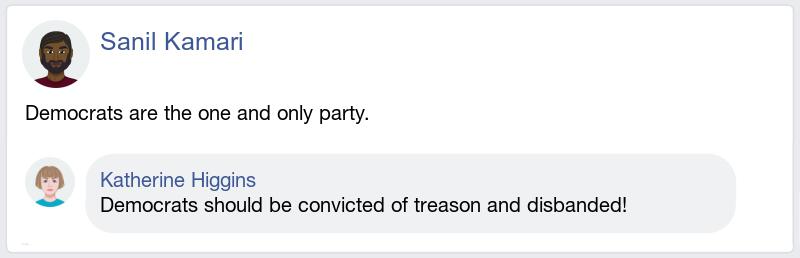 Sanil Kamari
Democrats are the one and only party.
Katherine Higgins
Democrats should be convicted of treason and disbanded!